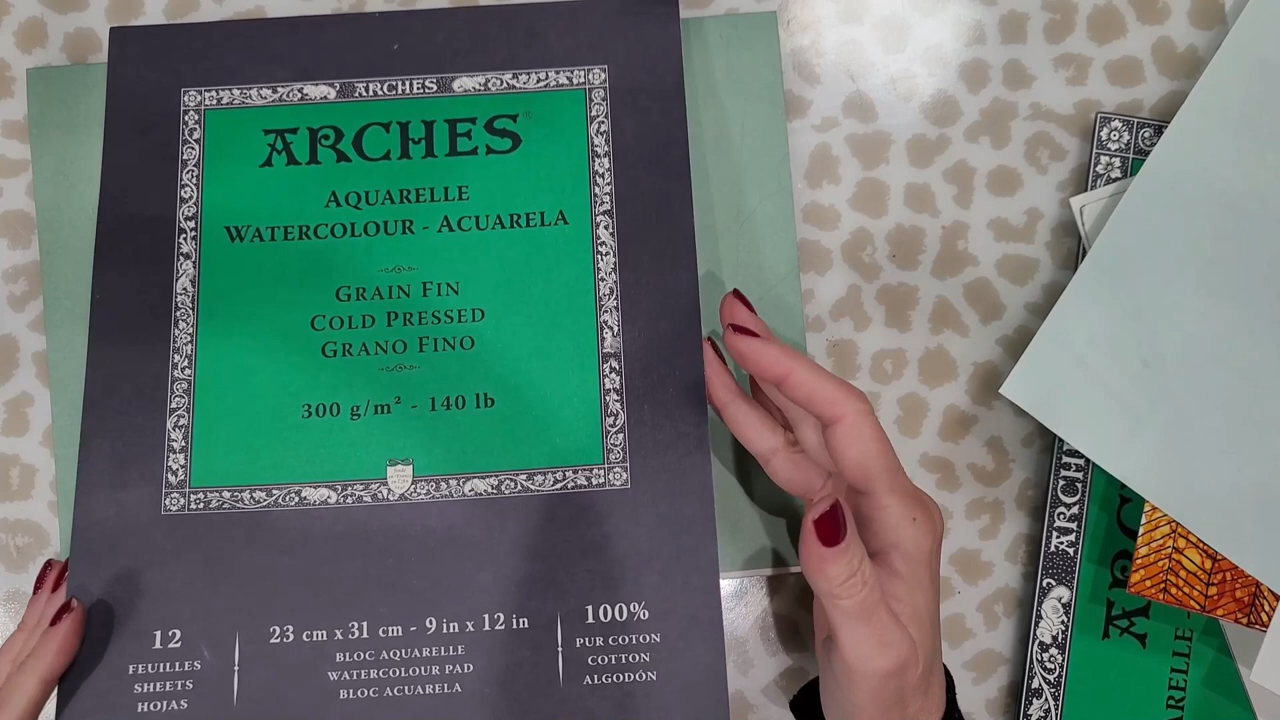 ARCHES
ARCHES®
AQUARELLE
WATERCOLOUR - ACUARELA
GRAIN FIN
COLD PRESSED
GRANO FINO
300 g/m² - 140 lb
12
FEUILLES
SHEETS
HOJAS
23 cm x 31 cm - 9 in x 12 in
BLOC AQUARELLE
WATERCOLOUR PAD
BLOC ACUARELA
100%
PUR COTON
COTTON
ALGODÓN